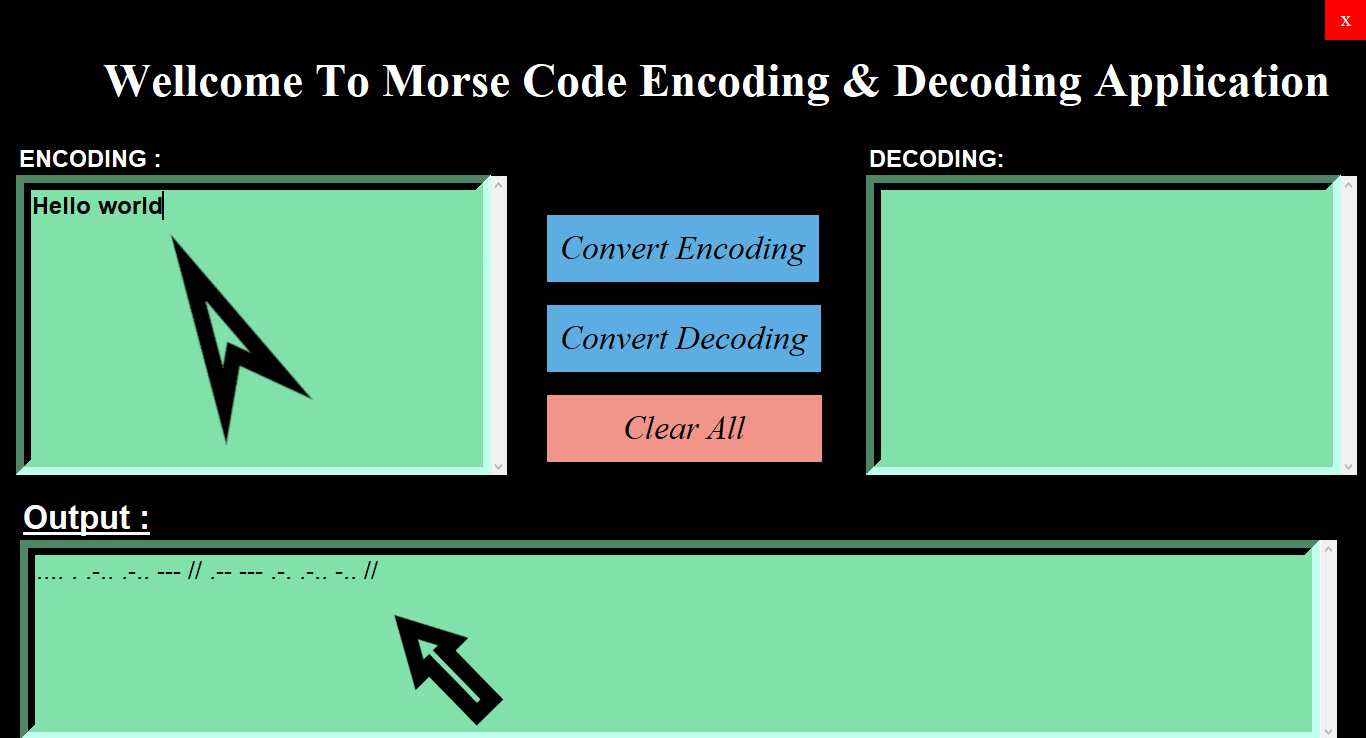 x
Wellcome To Morse Code Encoding & Decoding Application
ENCODING :
Hello world
DECODING:
Convert Encoding
Convert Decoding
Clear All
Output :
.... . .-.. .-.. --- // .-- --- .-. .-.. -.. //